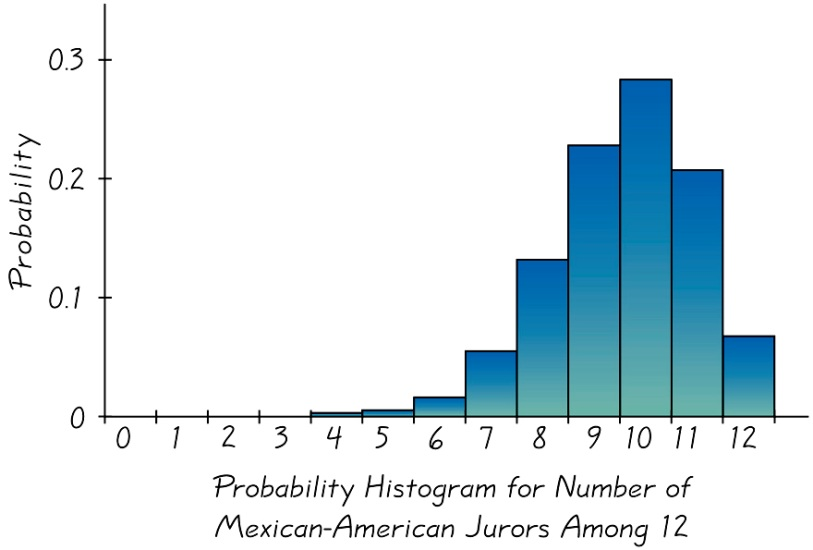 0.3
0.2
0.1
0
Probability
0 1 2 3 4 5 6 7 8 9 10 11 12
Probability Histogram for Number of
Mexican-American Jurors Among 12